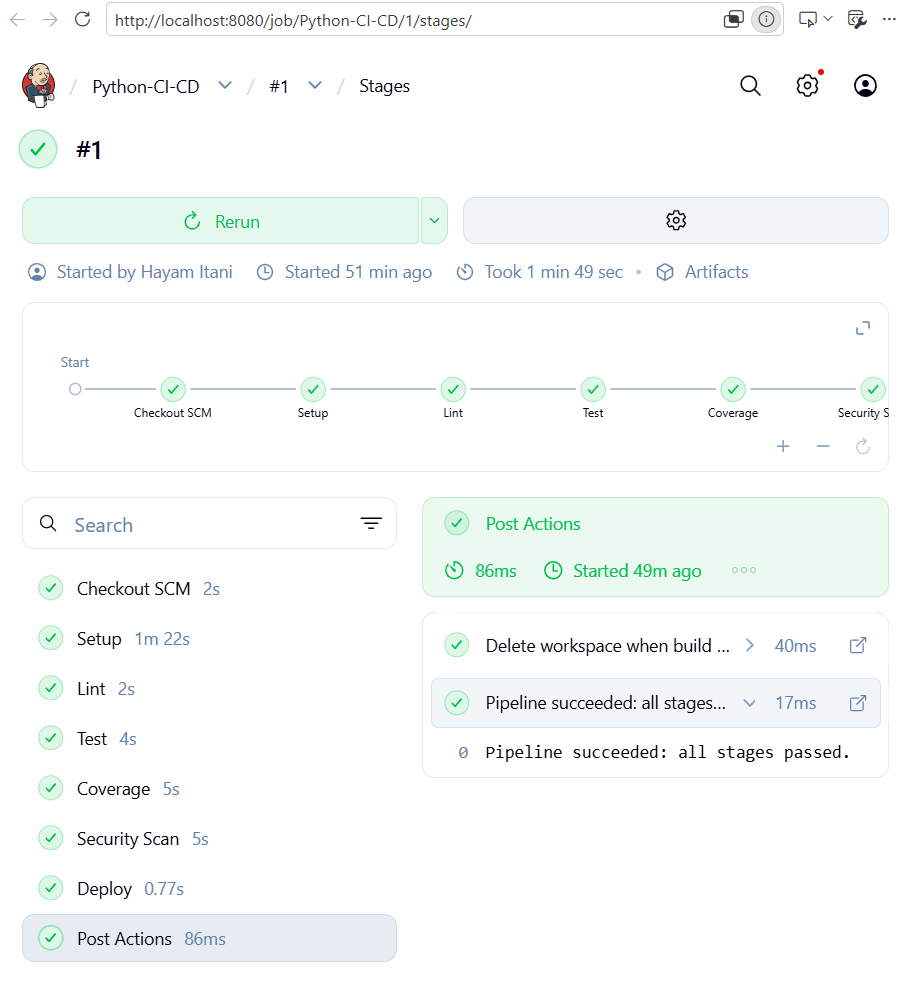 http://localhost:8080/job/Python-CI-CD/1/stages/
/ Python-CI-CD / #1 / Stages
#1
Rerun
Started by Hayam Itani Started 51 min ago Took 1 min 49 sec • Artifacts
Start
Checkout SCM Setup Lint Test Coverage Security S
Search
Checkout SCM 2s
Setup 1m 22s
Lint 2s
Test 4s
Coverage 5s
Security Scan 5s
Deploy 0.77s
Post Actions 86ms
Post Actions
86ms Started 49m ago
Delete workspace when build ... 40ms
Pipeline succeeded: all stages... 17ms
0 Pipeline succeeded: all stages passed.